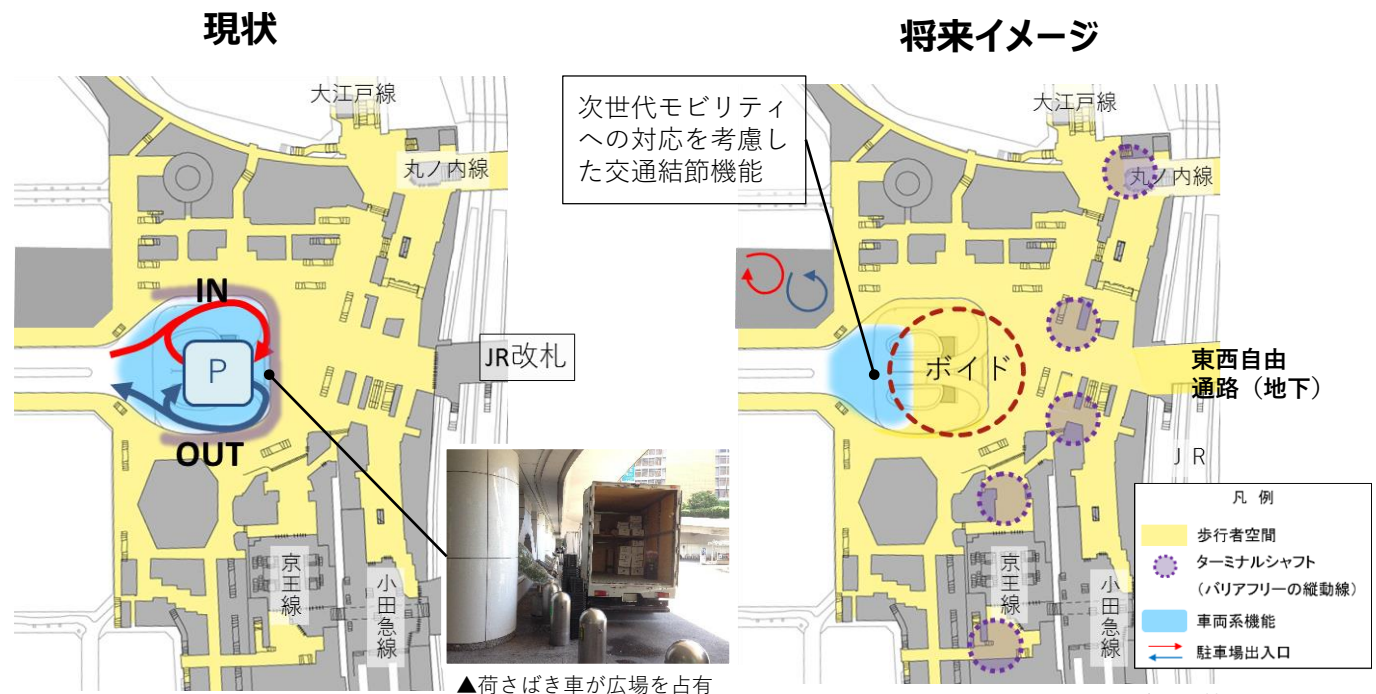 現状
将来イメージ
大江戸線
丸ノ内線
IN
P
OUT
JR改札
京王線
小田急線
▲荷さばき車が広場を占有
次世代モビリティ
への対応を考慮し
た交通結節機能
大江戸線
丸ノ内線
ボイド
東西自由
通路（地下）
ＪＲ
京王線
小田急線
凡 例
歩行者空間
ターミナルシャフト
（バリアフリーの縦動線）
車両系機能
駐車場出入口